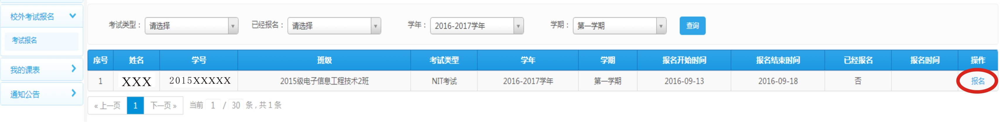 校外考试报名
考试报名
我的课表
通知公告
考试类型： 请选择 已经报名： 请选择 学年： 2016-2017学年 学期： 第一学期 查询
序号 姓名 学号 班级 考试类型 学年 学期 报名开始时间 报名结束时间 已经报名 报名时间 操作
1 XXX 2015XXXXX 2015级电子信息工程技术2班 NIT考试 2016-2017学年 第一学期 2016-09-13 2016-09-18 否 报名
« 上一页 1 下一页 » 当前 1 / 30 条，共 1 条